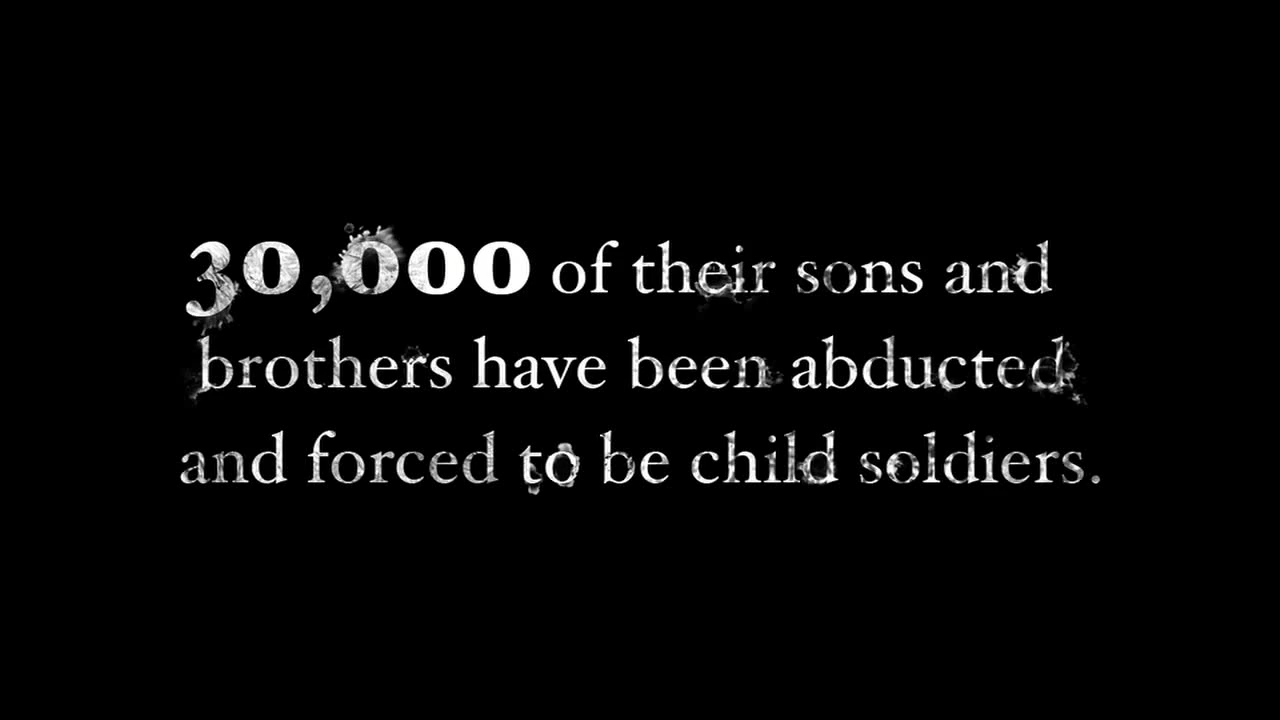 30,000 of their sons and
brothers have been abducted
and forced to be child soldiers.